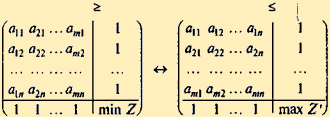 ≥ ≤
a11 a21 ... am1 1 a11 a12 ... a1n 1
a12 a22 ... am2 1 a21 a22 ... a2n 1
... ... ... ... ... ↔ ... ... ... ... ...
a1n a2n ... amn 1 am1 am2 ... amn 1
1 1 ... 1 min Z 1 1 ... 1 max Z'